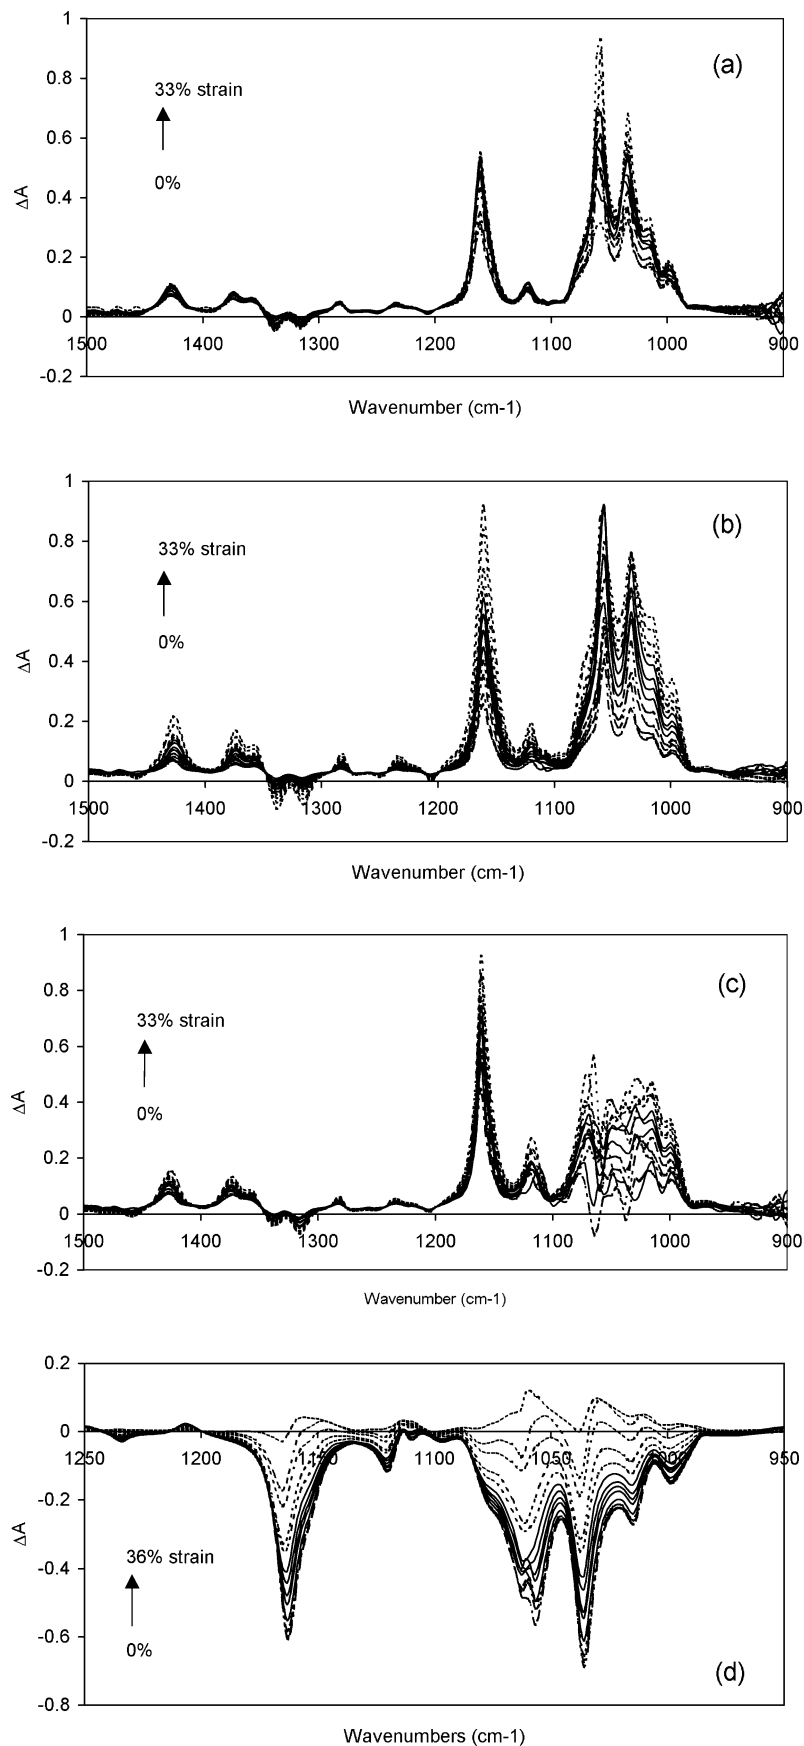 1
(a)
0.8
33% strain
0.6
ΔA
0%
0.4
0.2
0
1500 1400 1300 1200 1100 1000 900
-0.2
Wavenumber (cm-1)
1
(b)
0.8
33% strain
0.6
0%
ΔA
0.4
0.2
0
1500 1400 1300 1200 1100 1000 900
-0.2
Wavenumber (cm-1)
1
(c)
0.8
33% strain
0.6
ΔA
0%
0.4
0.2
0
1500 1400 1300 1200 1100 1000 900
-0.2
Wavenumber (cm-1)
0.2
0
1250 1200 1150 1100 1050 1000 950
-0.2
ΔA
36% strain
-0.4
0%
-0.6
(d)
-0.8
Wavenumbers (cm-1)